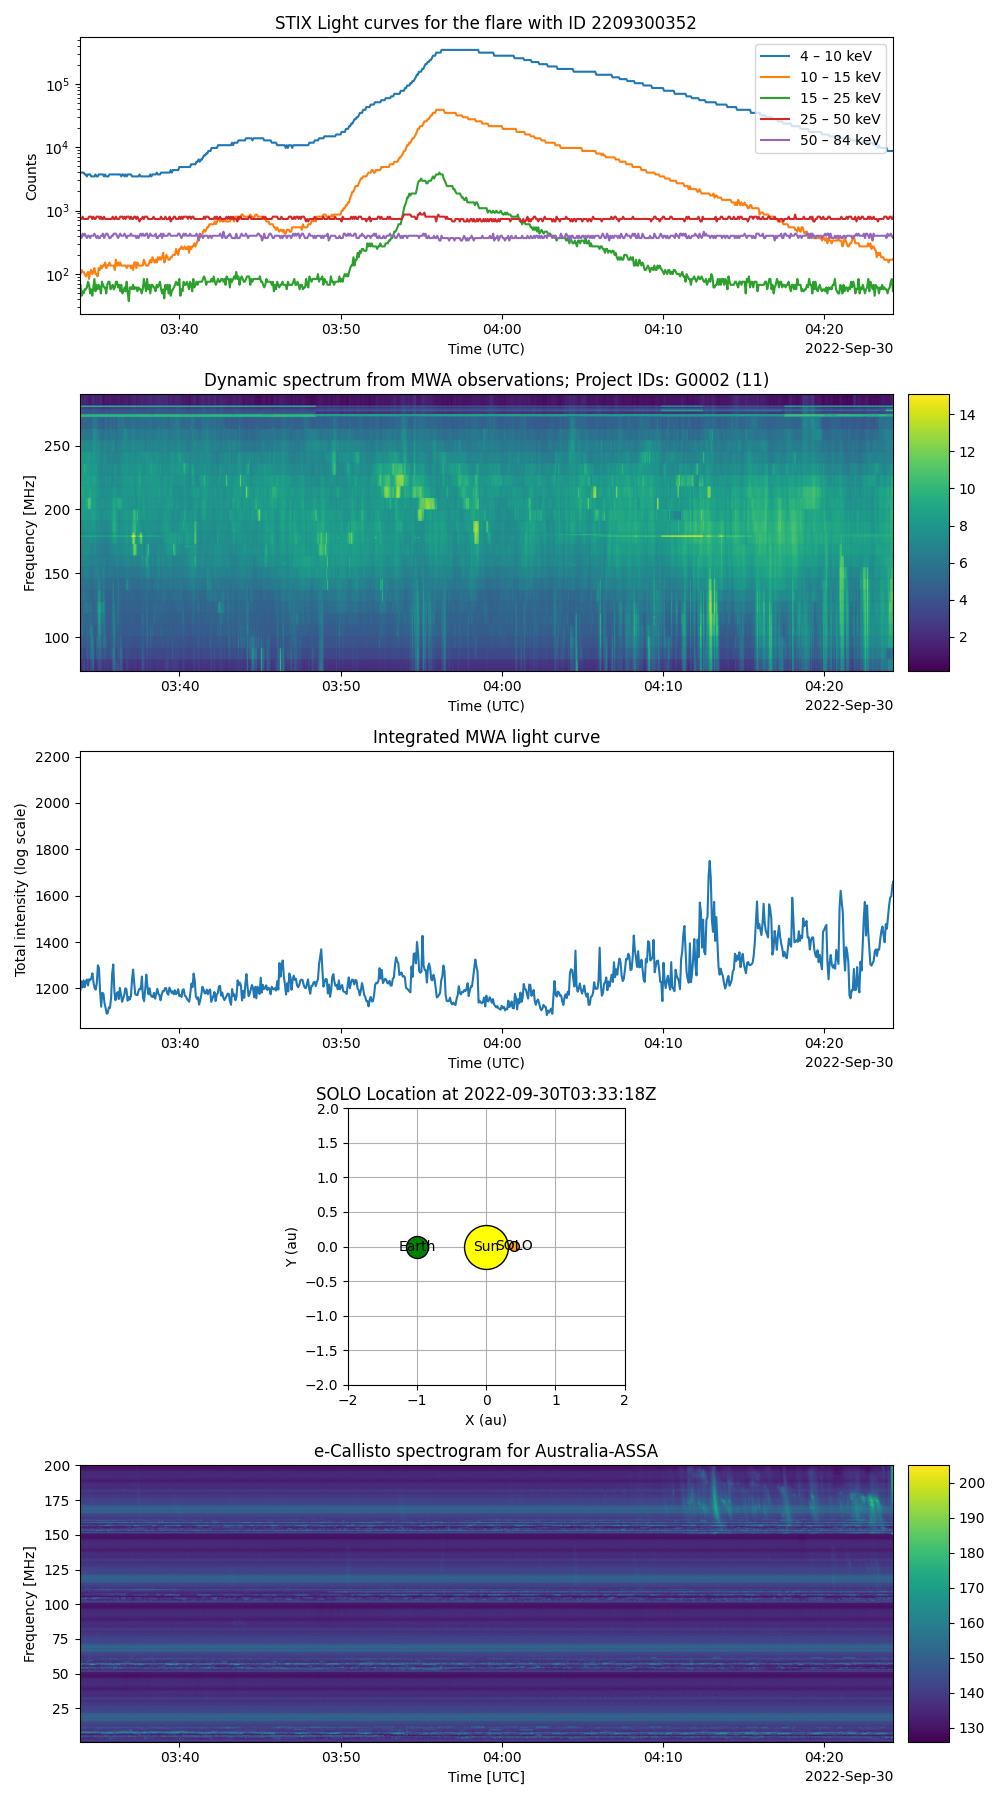 STIX Light curves for the flare with ID 2209300352
4 – 10 keV
10 – 15 keV
15 – 25 keV
25 – 50 keV
50 – 84 keV
Counts
10^5
10^4
10^3
10^2
03:40 03:50 04:00 04:10 04:20
Time (UTC)
2022-Sep-30
Dynamic spectrum from MWA observations; Project IDs: G0002 (11)
Frequency [MHz]
250
200
150
100
14
12
10
8
6
4
2
03:40 03:50 04:00 04:10 04:20
Time (UTC)
2022-Sep-30
Integrated MWA light curve
Total intensity (log scale)
2200
2000
1800
1600
1400
1200
03:40 03:50 04:00 04:10 04:20
Time (UTC)
2022-Sep-30
SOLO Location at 2022-09-30T03:33:18Z
Y (au)
2.0
1.5
1.0
0.5
0.0
−0.5
−1.0
−1.5
−2.0
Earth
Sun
SOLO
−2 −1 0 1 2
X (au)
e-Callisto spectrogram for Australia-ASSA
Frequency [MHz]
200
175
150
125
100
75
50
25
200
190
180
170
160
150
140
130
03:40 03:50 04:00 04:10 04:20
Time [UTC]
2022-Sep-30